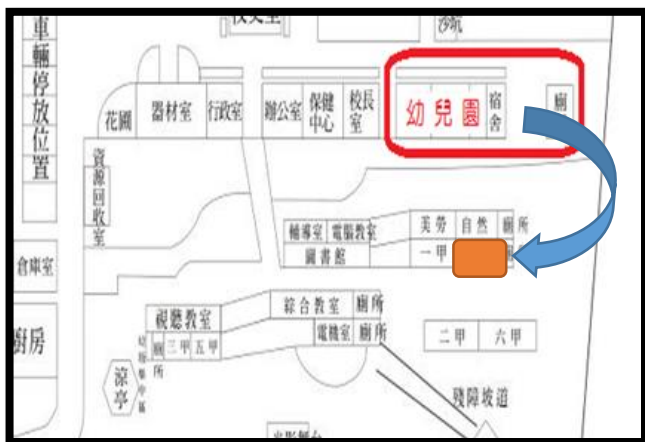 車輛停放位置
沙坑
花圃
器材室
行政室
辦公室
保健中心
校長室
幼兒園
宿舍
廁
資源回收室
輔導室 電腦教室
圖書館
美勞 自然 廁所
一甲
倉庫室
廚房
視聽教室
廁所 三甲 五甲
綜合教室 廁所
電機室 廁所
二甲 六甲
涼亭
殘障坡道